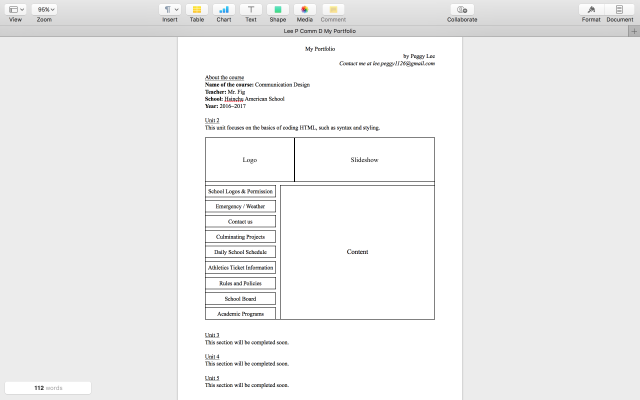 95%
View
Zoom
Insert
Table
Chart
Text
Shape
Media
Comment
Collaborate
Format
Document
Lee P Comm D My Portfolio
My Portfolio
by Peggy Lee
Contact me at lee.peggy1126@gmail.com
About the course
Name of the course: Communication Design
Teacher: Mr. Fig
School: Hsinchu American School
Year: 2016–2017
Unit 2
This unit focuses on the basics of coding HTML, such as syntax and styling.
Logo
Slideshow
School Logos & Permission
Emergency / Weather
Contact us
Culminating Projects
Daily School Schedule
Athletics Ticket Information
Rules and Policies
School Board
Academic Programs
Content
Unit 3
This section will be completed soon.
Unit 4
This section will be completed soon.
Unit 5
This section will be completed soon.
112 words